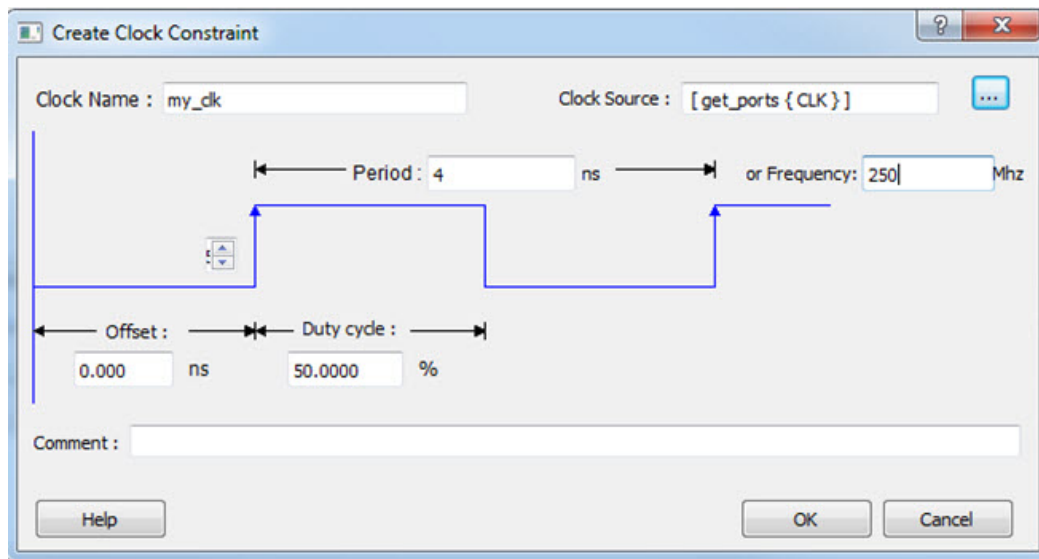 Create Clock Constraint
Clock Name : my_clk
Clock Source : [ get_ports { CLK } ]
...
Period : 4 ns
or Frequency: 250 Mhz
Offset :
Duty cycle :
0.000 ns
50.0000 %
Comment :
Help
OK
Cancel